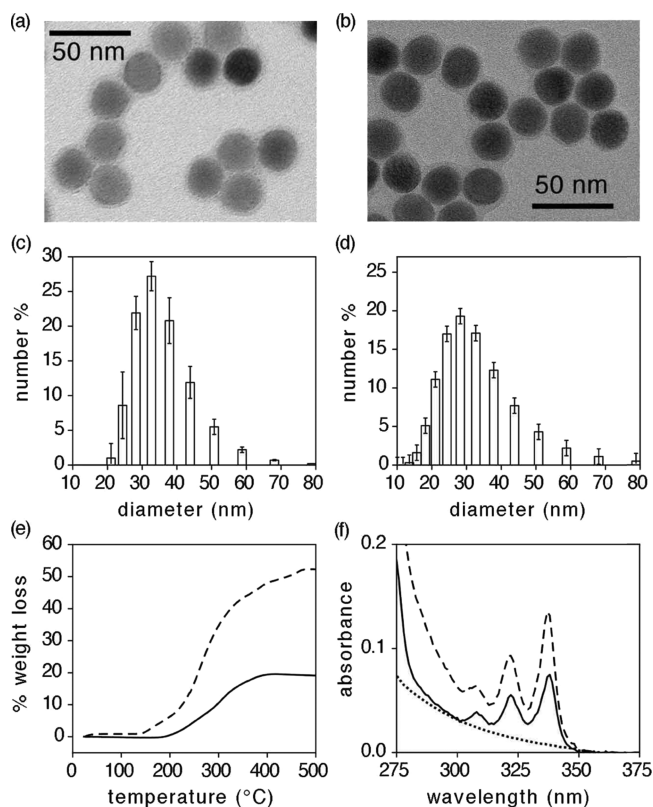 (a)
50 nm
(b)
50 nm
(c)
30
25
20
15
10
5
0
number %
10 20 30 40 50 60 70 80
diameter (nm)
(d)
25
20
15
10
5
0
number %
10 20 30 40 50 60 70 80
diameter (nm)
(e)
60
50
40
30
20
10
0
% weight loss
0 100 200 300 400 500
temperature (°C)
(f)
0.2
0.1
0.0
absorbance
275 300 325 350 375
wavelength (nm)